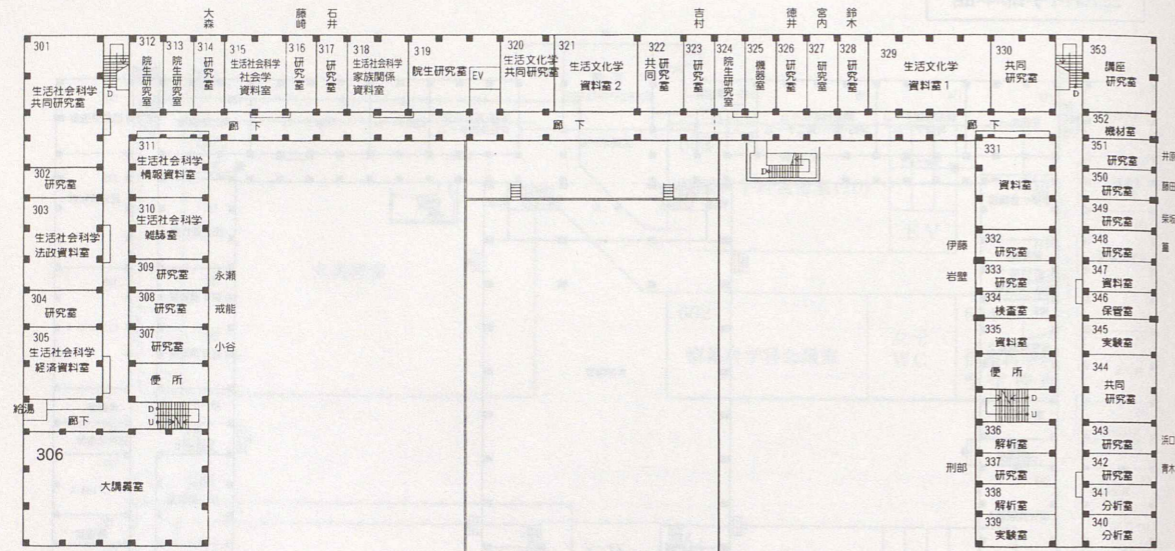 大森
藤崎
石井
吉村
徳井
宮内
鈴木
301
生活社会科学
共同研究室
D
312
院生研究室
313
院生研究室
314
研究室
315
生活社会科学
社会学
資料室
316
研究室
317
研究室
318
生活社会科学
家族関係
資料室
319
院生研究室
EV
320
生活文化学
共同研究室
321
生活文化学
資料室2
322
共同研究室
323
研究室
324
院生研究室
325
機器室
326
研究室
327
研究室
328
研究室
329
生活文化学
資料室1
330
共同
研究室
D
353
講座
研究室
廊下
廊下
廊下
302
研究室
303
生活社会科学
法政資料室
304
研究室
305
生活社会科学
経済資料室
給湯
廊下
306
大講義室
311
生活社会科学
情報資料室
310
生活社会科学
雑誌室
309
研究室
永瀬
308
研究室
戒能
307
研究室
小谷
便所
D
U
D
331
資料室
伊藤
332
研究室
岩壁
333
研究室
334
検査室
335
資料室
便所
D
U
336
解析室
刑部
337
研究室
338
解析室
339
実験室
352
機材室
351
研究室
350
研究室
藤田
349
研究室
348
研究室
347
資料室
346
保管室
345
実験室
344
共同
研究室
343
研究室
浜口
342
研究室
青木
341
分析室
340
分析室